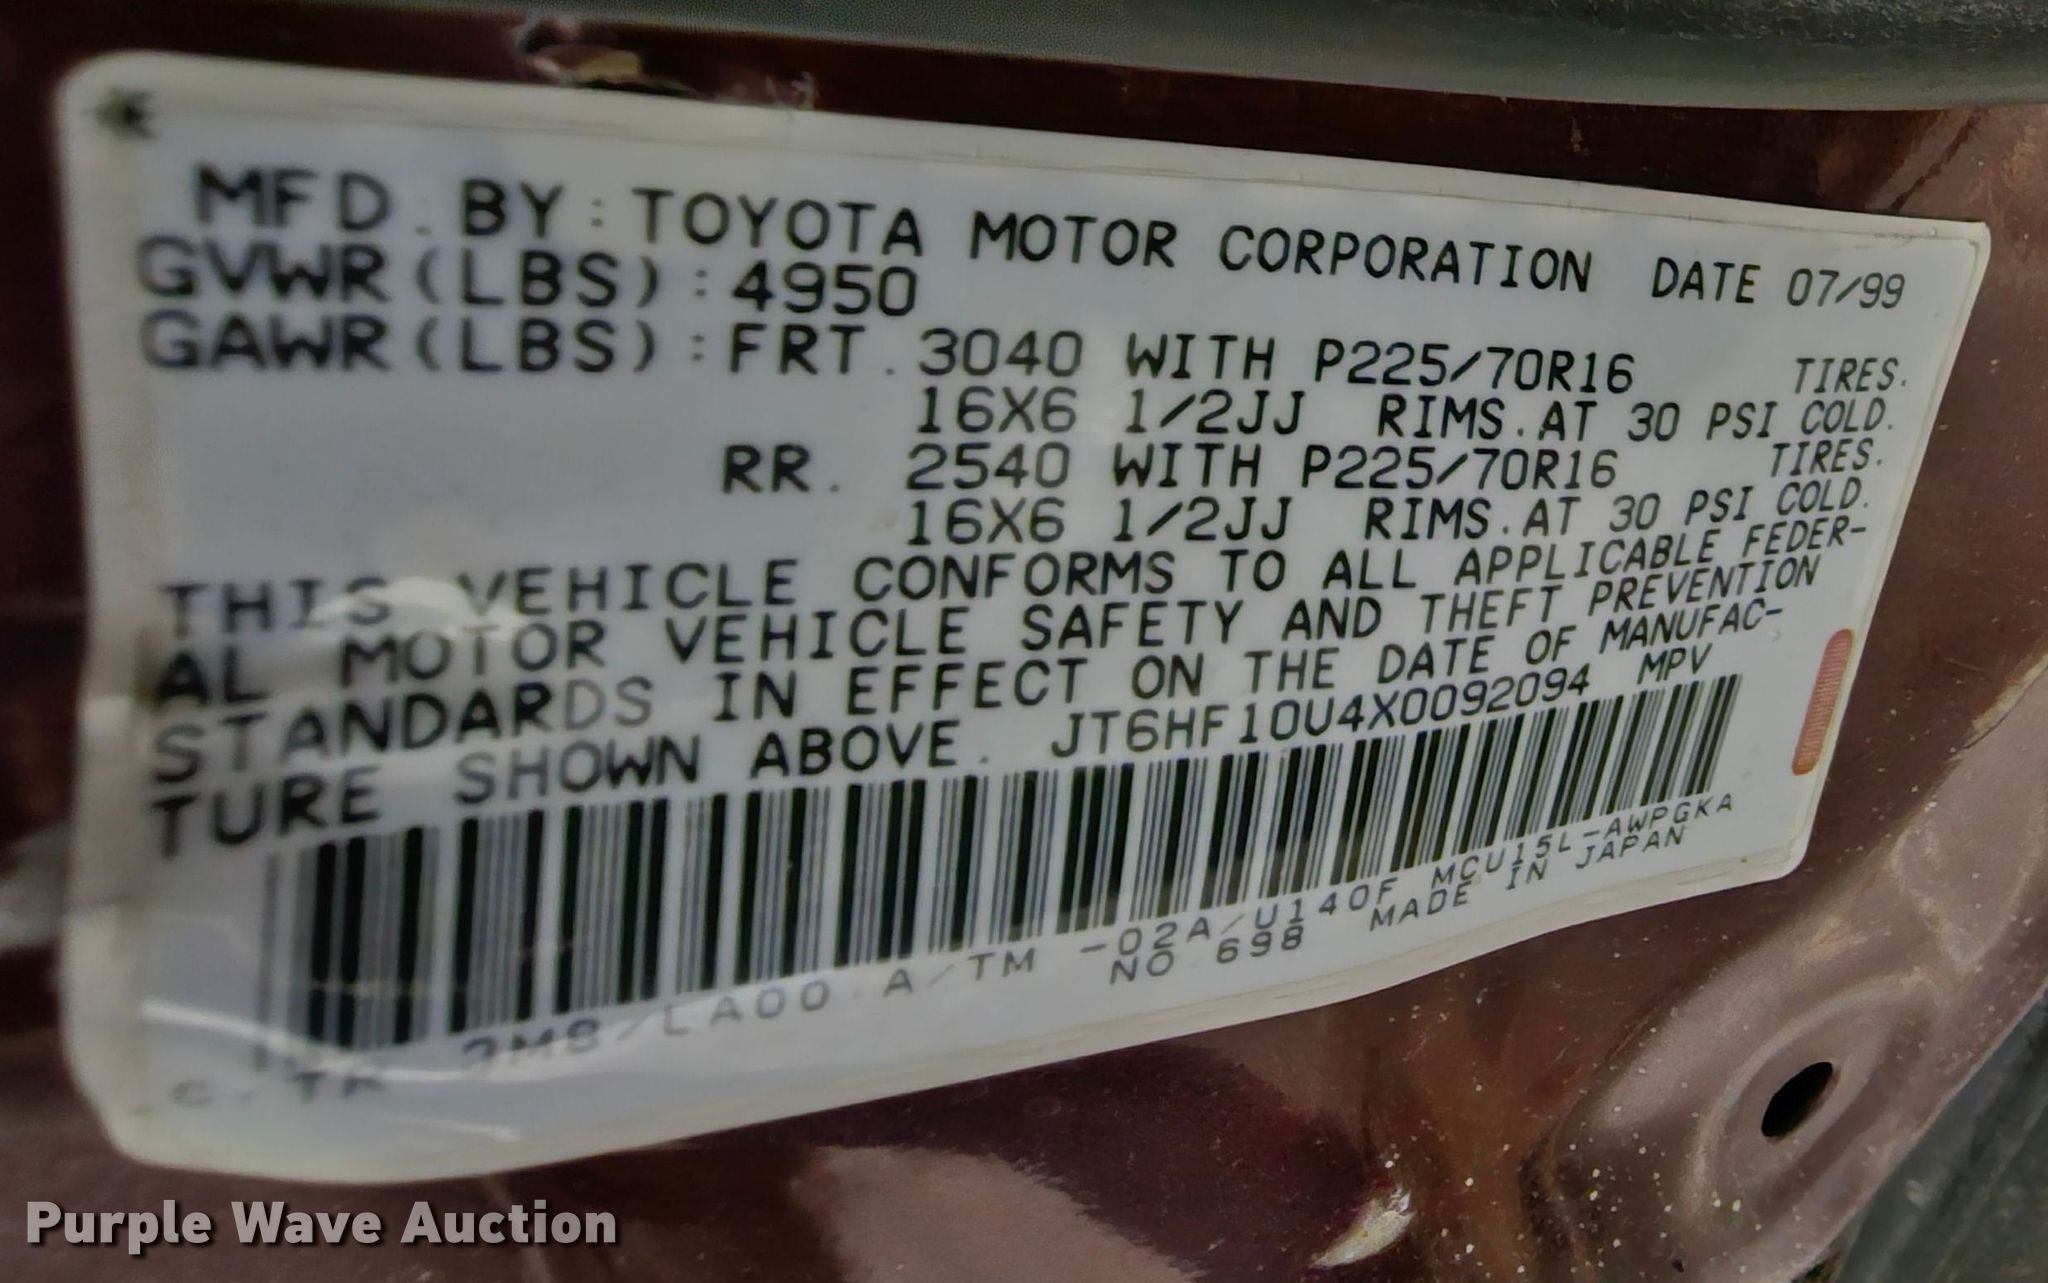 MFD. BY: TOYOTA MOTOR CORPORATION DATE 07/99
GVWR(LBS): 4950
GAWR(LBS): FRT. 3040 WITH P225/70R16 TIRES.
16X6 1/2JJ RIMS. AT 30 PSI COLD.
RR. 2540 WITH P225/70R16 TIRES.
16X6 1/2JJ RIMS. AT 30 PSI COLD.
THIS VEHICLE CONFORMS TO ALL APPLICABLE FEDER-
AL MOTOR VEHICLE SAFETY AND THEFT PREVENTION
STANDARDS IN EFFECT ON THE DATE OF MANUFAC-
TURE SHOWN ABOVE. JT6HF10U4X0092094 MPV
C/TR 3M8/LA00 A/TM -02A/U140F MCU15L-AWPGKA
NO 698 MADE IN JAPAN
Purple Wave Auction